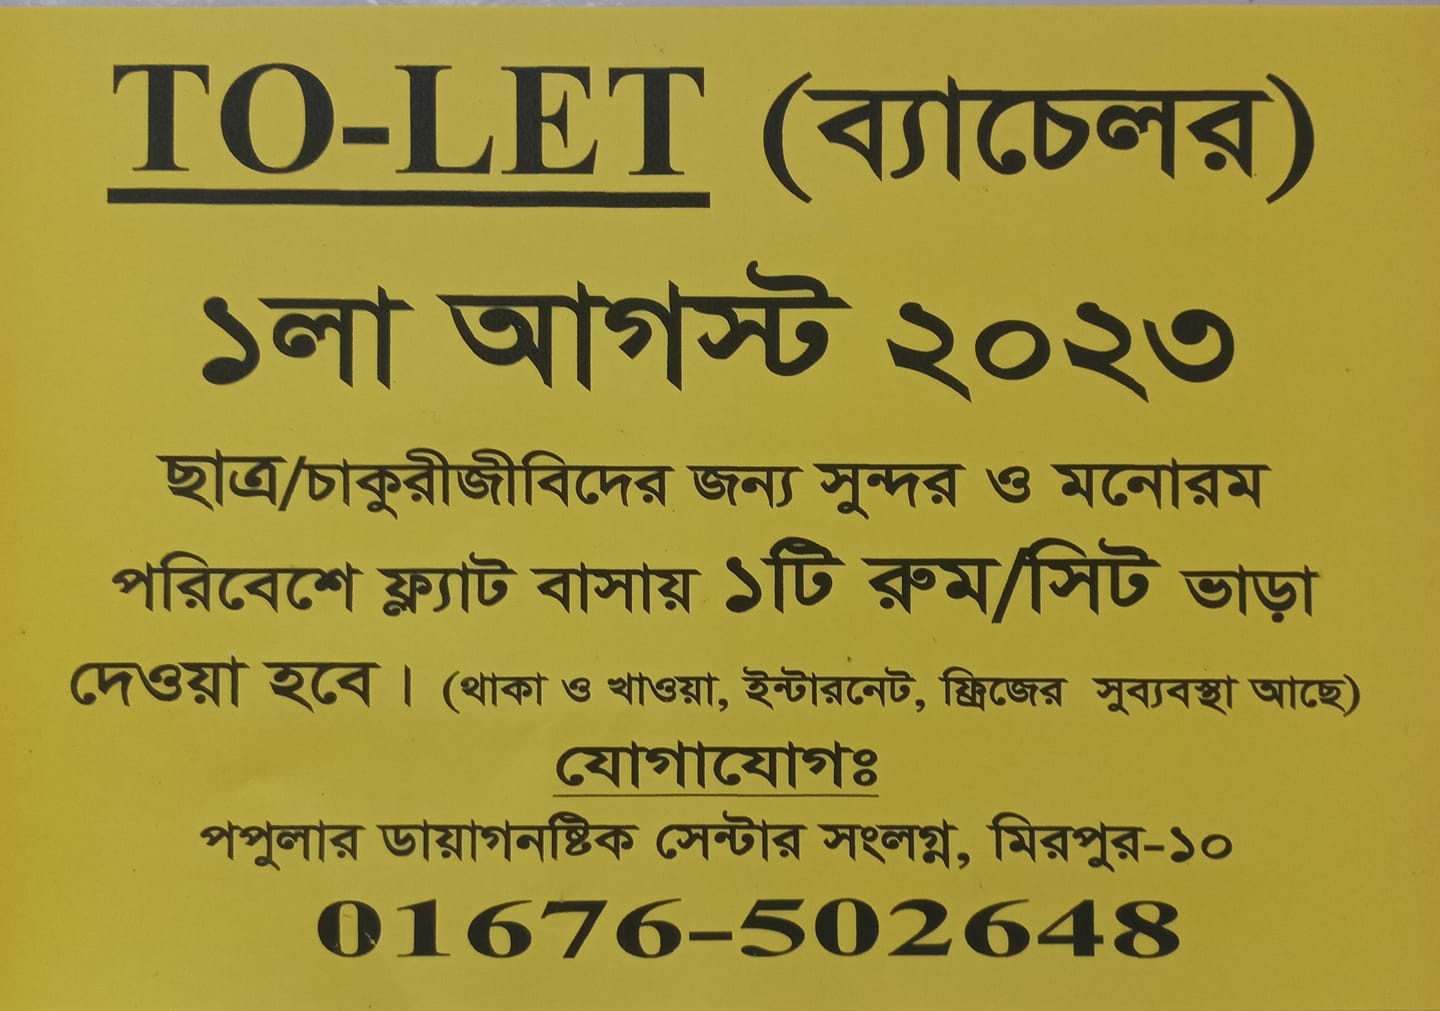 TO-LET (ব্যাচেলর)
১লা আগস্ট ২০২৩
ছাত্র/চাকুরীজীবিদের জন্য সুন্দর ও মনোরম
পরিবেশে ফ্ল্যাট বাসায় ১টি রুম/সিট ভাড়া
দেওয়া হবে। (থাকা ও খাওয়া, ইন্টারনেট, ফ্রিজের সুব্যবস্থা আছে)
যোগাযোগঃ
পপুলার ডায়াগনষ্টিক সেন্টার সংলগ্ন, মিরপুর-১০
01676-502648